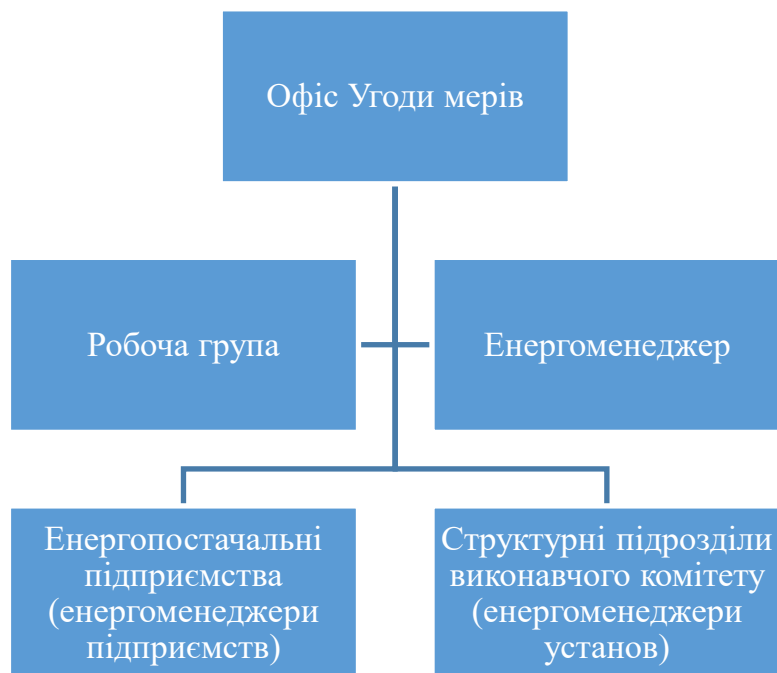 Офіс Угоди мерів
Робоча група
Енергоменеджер
Енергопостачальні
підприємства
(енергоменеджери
підприємств)
Структурні підрозділи
виконавчого комітету
(енергоменеджери
установ)